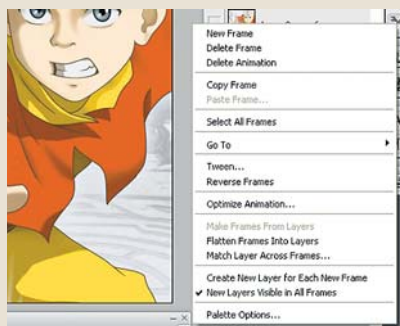 New Frame
Delete Frame
Delete Animation
Copy Frame
Paste Frame...
Select All Frames
Go To
Tween...
Reverse Frames
Optimize Animation...
Make Frames From Layers
Flatten Frames Into Layers
Match Layer Across Frames...
Create New Layer for Each New Frame
New Layers Visible in All Frames
Palette Options...